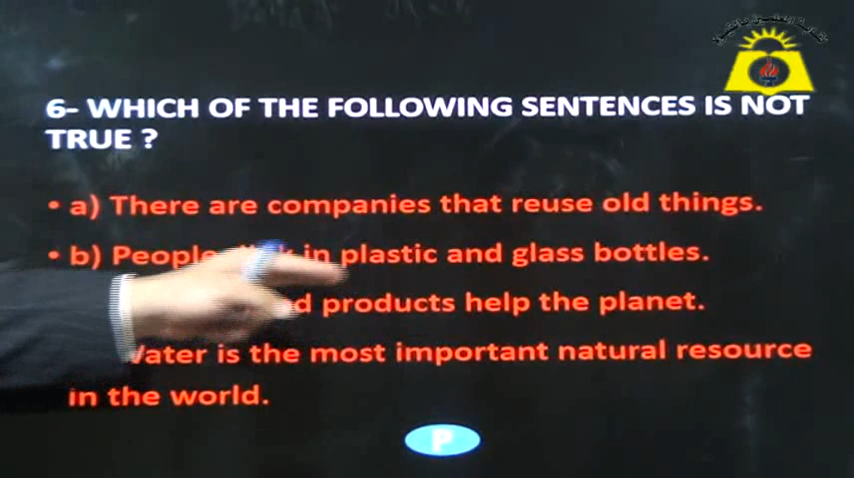 6- WHICH OF THE FOLLOWING SENTENCES IS NOT
TRUE ?
• a) There are companies that reuse old things.
• b) People in plastic and glass bottles.
products help the planet.
Water is the most important natural resource
in the world.
P